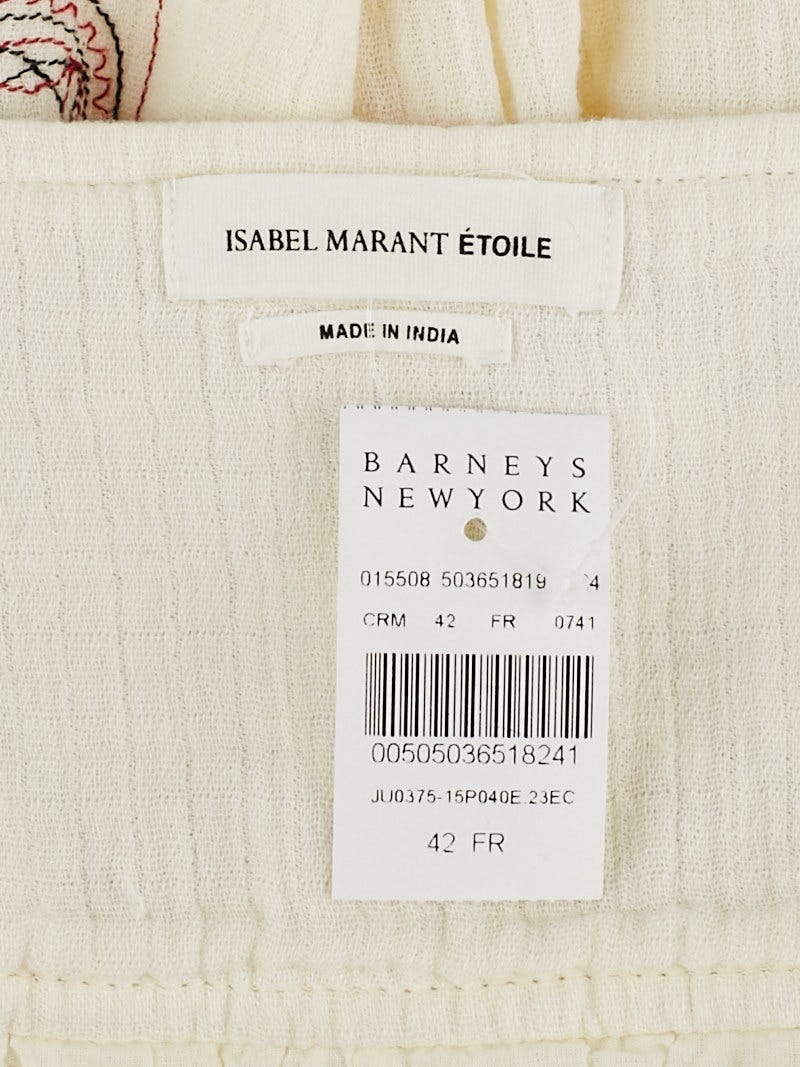 ISABEL MARANT ÉTOILE
MADE IN INDIA
BARNEYS
NEWYORK
015508 503651819
CRM 42 FR 0741
00505036518241
JU0375-15P040E.23EC
42 FR